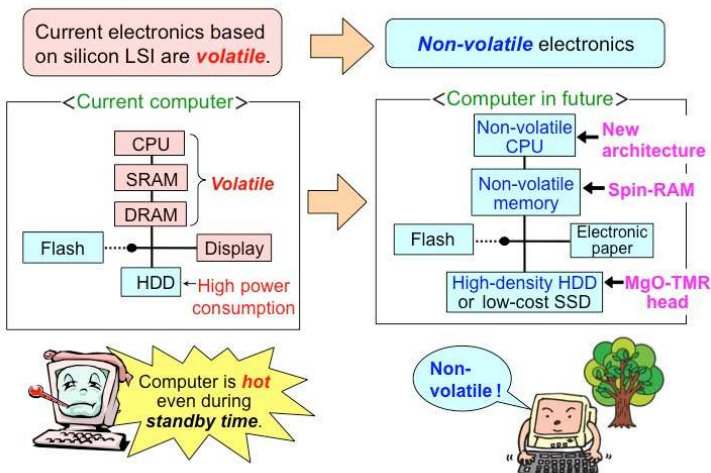 Current electronics based
on silicon LSI are volatile.
Non-volatile electronics
<Current computer>
CPU
SRAM
DRAM
Volatile
Flash
Display
HDD
High power
consumption
<Computer in future>
Non-volatile
CPU
New
architecture
Non-volatile
memory
Spin-RAM
Flash
Electronic
paper
High-density HDD
or low-cost SSD
MgO-TMR
head
Computer is hot
even during
standby time.
Non-
volatile !